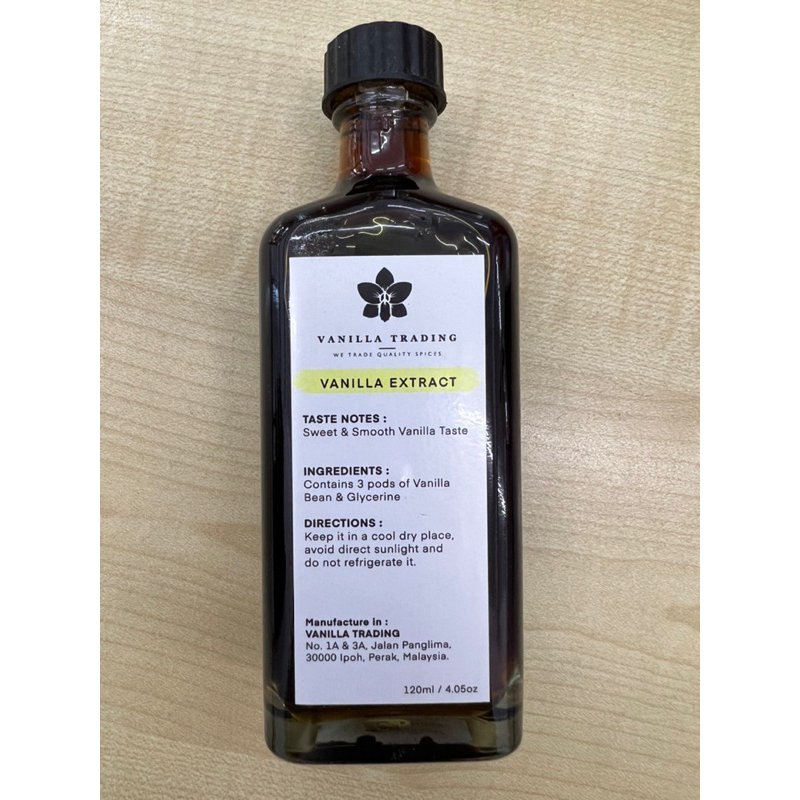 VANILLA TRADING
WE TRADE QUALITY SPICES
VANILLA EXTRACT
TASTE NOTES :
Sweet & Smooth Vanilla Taste
INGREDIENTS :
Contains 3 pods of Vanilla
Bean & Glycerine
DIRECTIONS :
Keep it in a cool dry place,
avoid direct sunlight and
do not refrigerate it.
Manufacture in :
VANILLA TRADING
No. 1A & 3A, Jalan Panglima,
30000 Ipoh, Perak, Malaysia.
120ml / 4.05oz